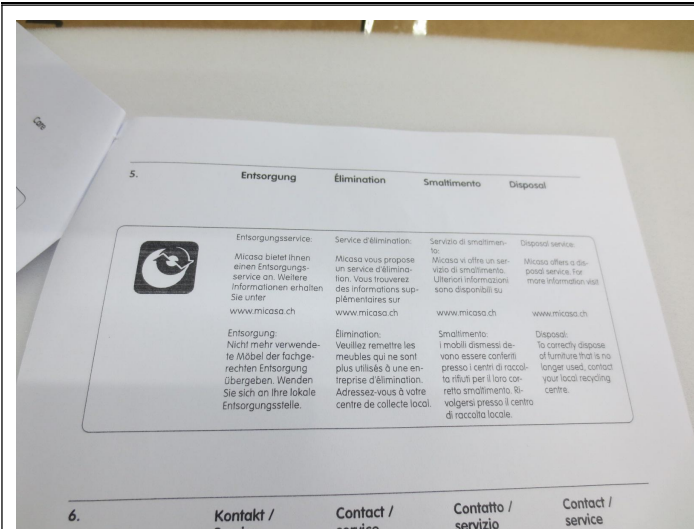 Care
5. Entsorgung Élimination Smaltimento Disposal
Entsorgungsservice:
Micasa bietet Ihnen
einen Entsorgungs-
service an. Weitere
Informationen erhalten
Sie unter
www.micasa.ch
Entsorgung:
Nicht mehr verwende-
te Möbel der fachge-
rechten Entsorgung
übergeben. Wenden
Sie sich an Ihre lokale
Entsorgungsstelle.
Service d'élimination:
Micasa vous propose
un service d'élimina-
tion. Vous trouverez
des informations sup-
plémentaires sur
www.micasa.ch
Élimination:
Veuillez remettre les
meubles qui ne sont
plus utilisés à une en-
treprise d'élimination.
Adressez-vous à votre
centre de collecte local.
Servizio di smaltimen-
to:
Micasa vi offre un ser-
vizio di smaltimento.
Ulteriori informazioni
sono disponibili su
www.micasa.ch
Smaltimento:
i mobili dismessi de-
vono essere conferiti
presso i centri di raccol-
ta rifiuti per il loro cor-
retto smaltimento. Ri-
volgersi presso il centro
di raccolta locale.
Disposal service:
Micasa offers a dis-
posal service. For
more information visit
www.micasa.ch
Disposal:
To correctly dispose
of furniture that is no
longer used, contact
your local recycling
centre.
6. Kontakt / Contact / Contatto / Contact /
service servizio service